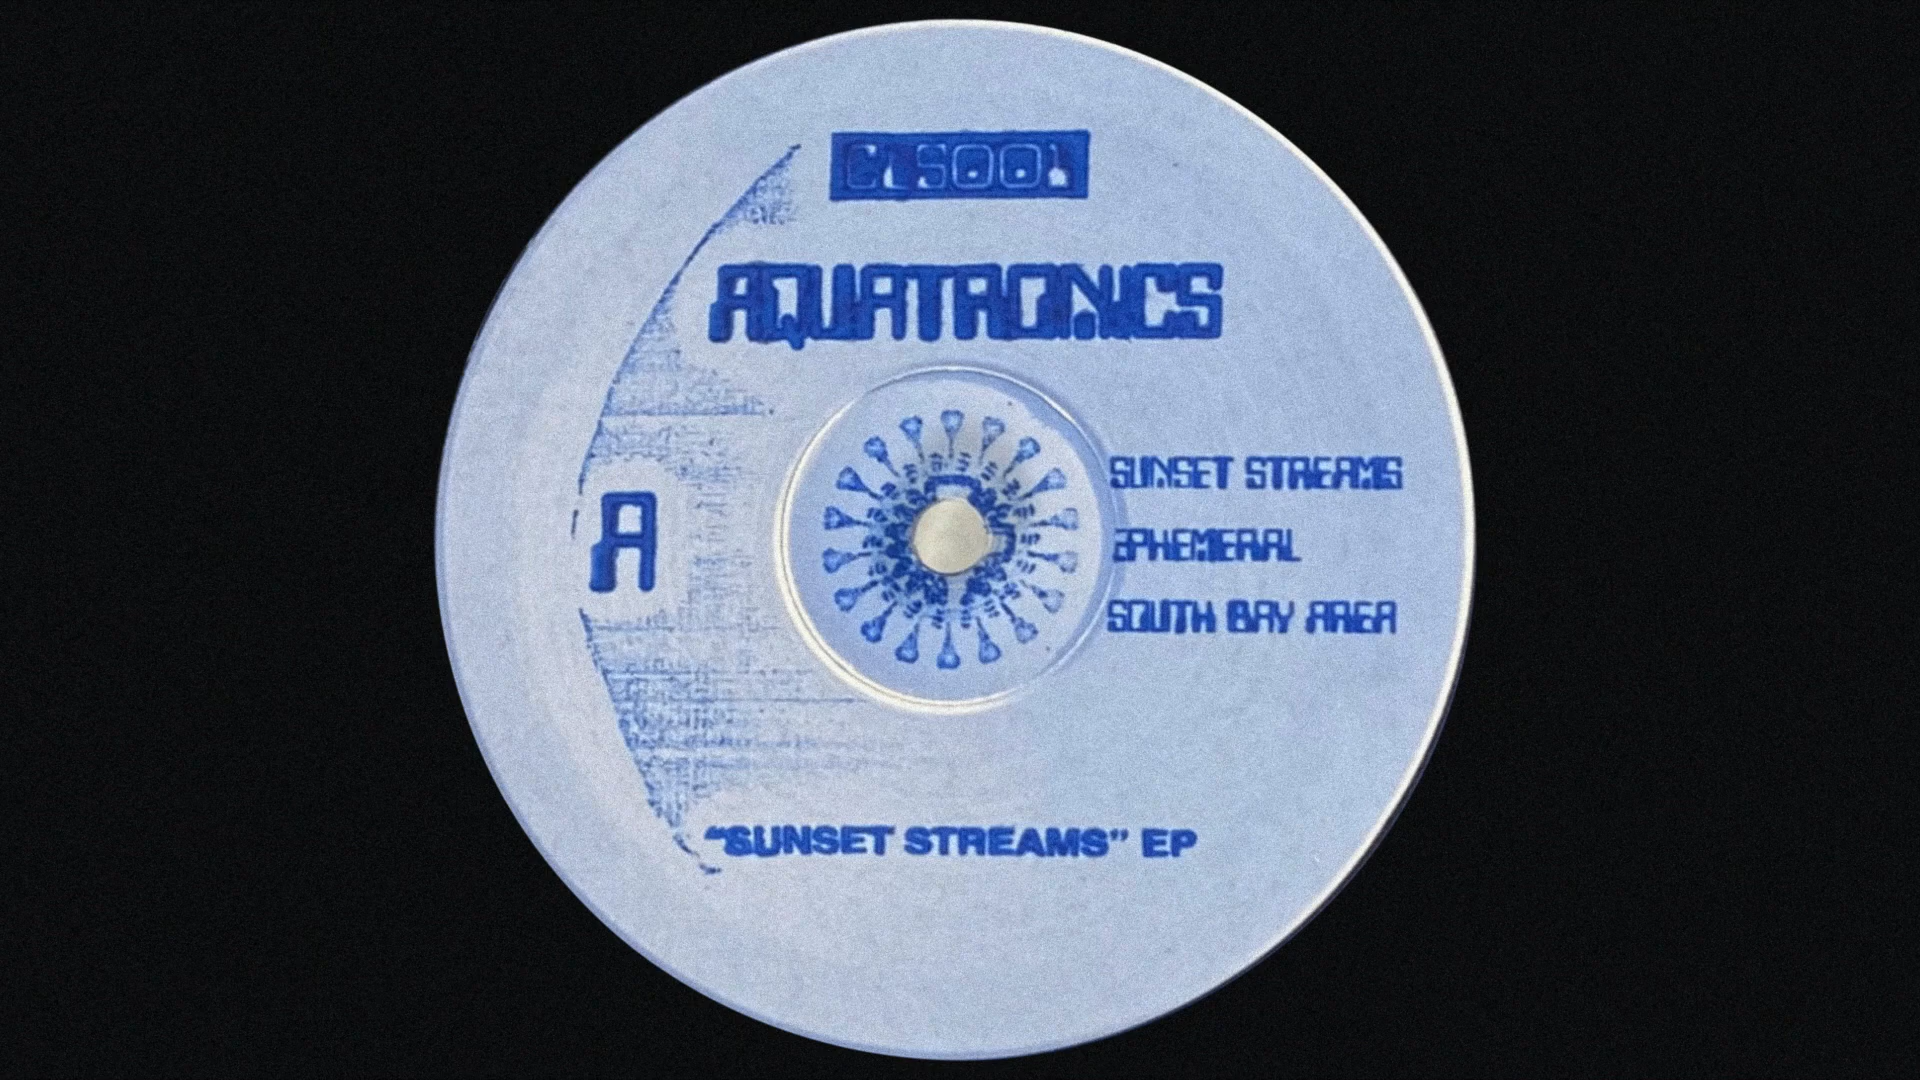 AQUATRONICS
SUNSET STREAMS
EPHEMERAL
A
SOUTH BAY AREA
"SUNSET STREAMS" EP